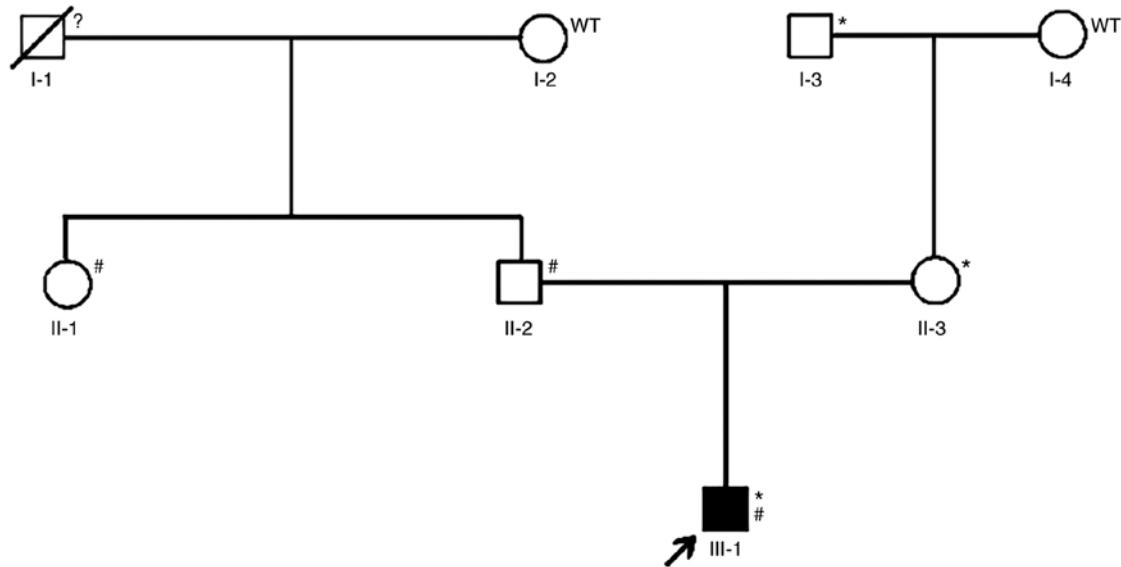 ? WT * WT
I-1 I-2 I-3 I-4
# # *
II-1 II-2 II-3
*
#
III-1